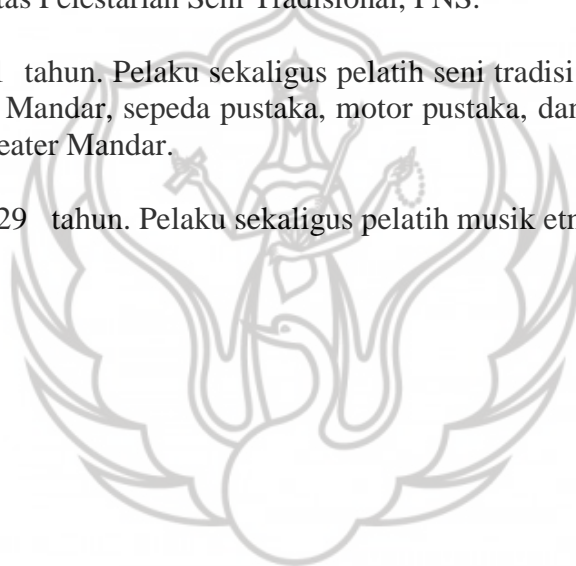 tas Pelestarian Seni Tradisional, PNS.
tahun. Pelaku sekaligus pelatih seni tradisi
Mandar, sepeda pustaka, motor pustaka, dan
eater Mandar.
29 tahun. Pelaku sekaligus pelatih musik etn